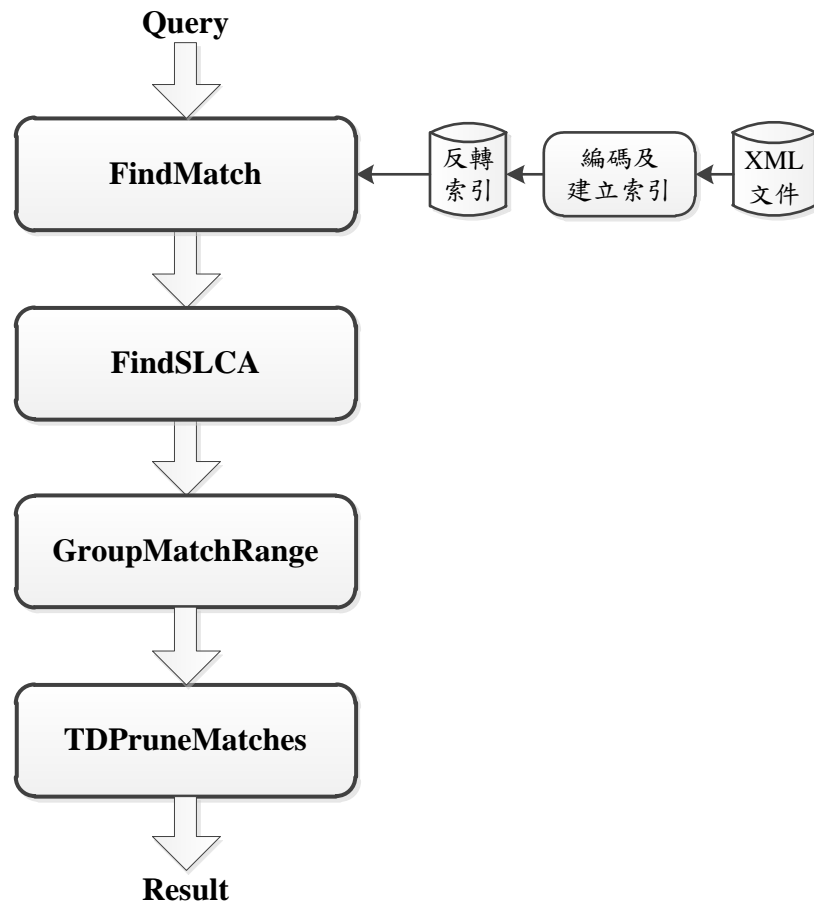 Query
FindMatch
反轉
索引
編碼及
建立索引
XML
文件
FindSLCA
GroupMatchRange
TDPruneMatches
Result